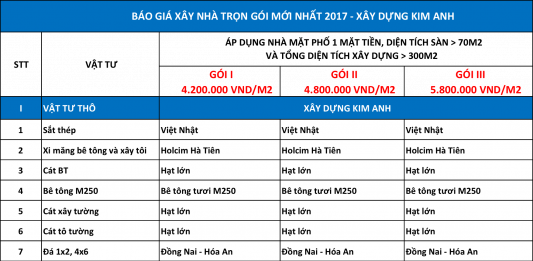 BÁO GIÁ XÂY NHÀ TRỌN GÓI MỚI NHẤT 2017 - XÂY DỰNG KIM ANH
STT VẬT TƯ ÁP DỤNG NHÀ MẶT PHỐ 1 MẶT TIỀN, DIỆN TÍCH SÀN > 70M2
VÀ TỔNG DIỆN TÍCH XÂY DỰNG > 300M2
GÓI I GÓI II GÓI III
4.200.000 VND/M2 4.800.000 VND/M2 5.800.000 VND/M2
I VẬT TƯ THÔ XÂY DỰNG KIM ANH
1 Sắt thép Việt Nhật Việt Nhật Việt Nhật
2 Xi măng bê tông và xây tôi Holcim Hà Tiên Holcim Hà Tiên Holcim Hà Tiên
3 Cát BT Hạt lớn Hạt lớn Hạt lớn
4 Bê tông M250 Bê tông tươi M250 Bê tông tươi M250 Bê tông tươi M250
5 Cát xây tường Hạt lớn Hạt lớn Hạt lớn
6 Cát tô tường Hạt lớn Hạt lớn Hạt lớn
7 Đá 1x2, 4x6 Đồng Nai - Hóa An Đồng Nai - Hóa An Đồng Nai - Hóa An